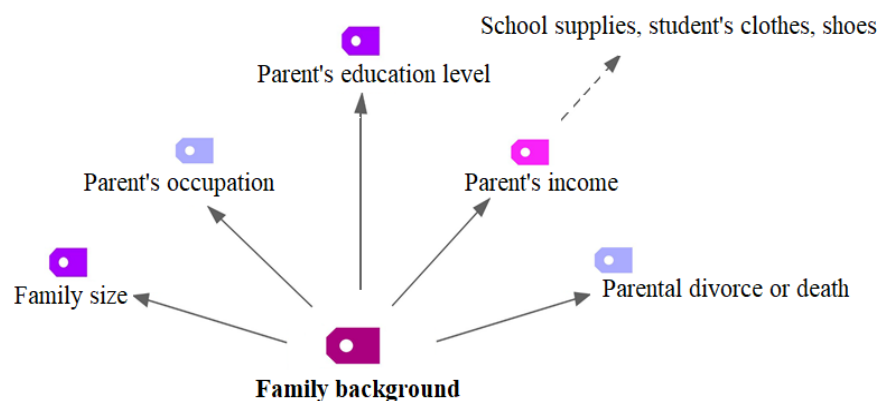 School supplies, student's clothes, shoes
Parent's education level
Parent's occupation
Parent's income
Family size
Parental divorce or death
Family background